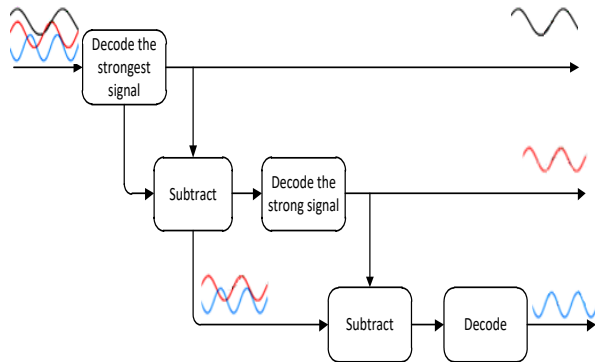 Decode the
strongest
signal
Subtract
Decode the
strong signal
Subtract
Decode